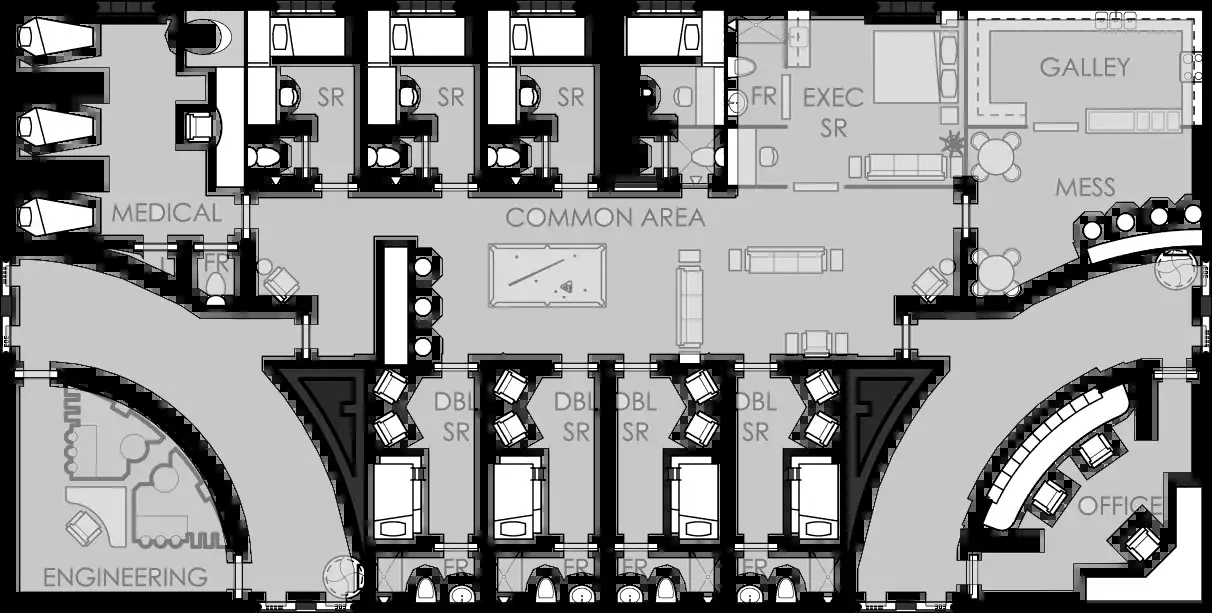 GALLEY
SR
SR
SR
FR
EXEC
SR
MESS
MEDICAL
COMMON AREA
FR
DBL
SR
DBL
SR
DBL
SR
DBL
SR
OFFICE
FR
FR
FR
FR
ENGINEERING